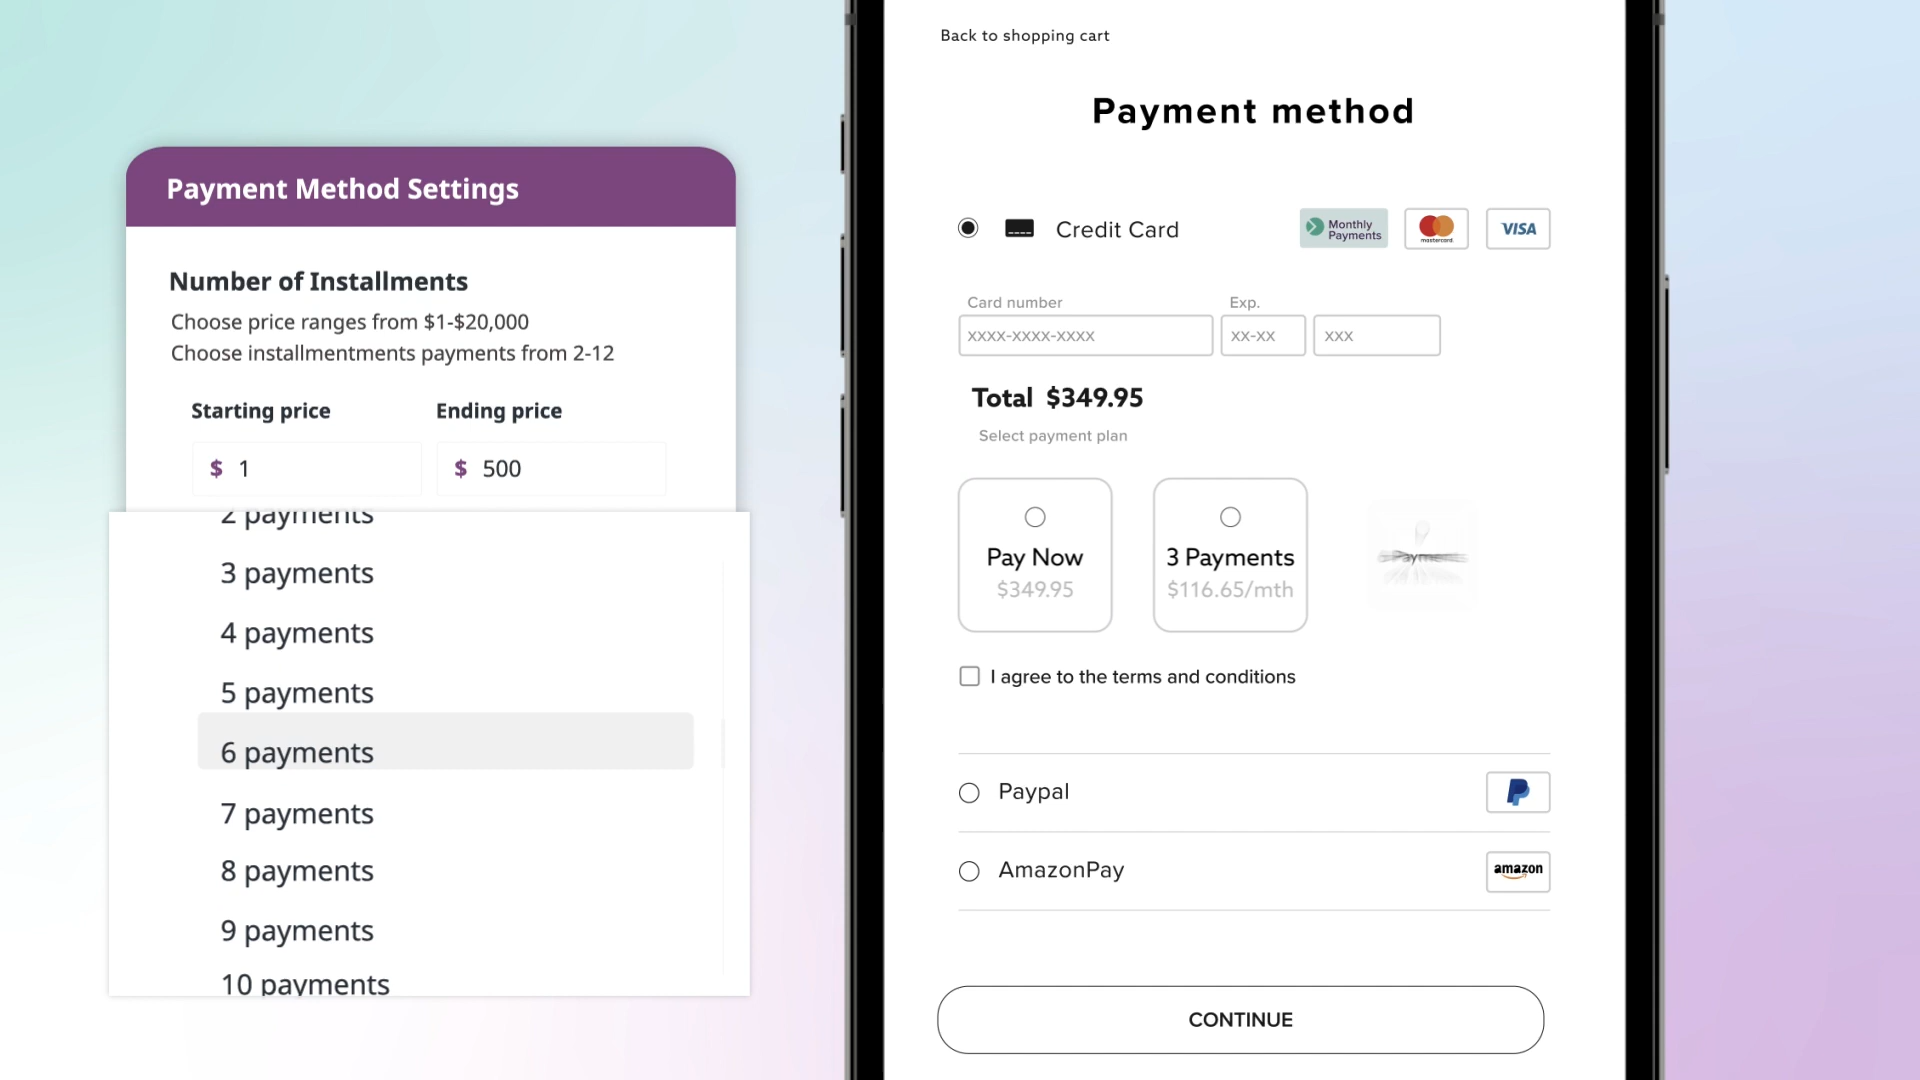 Payment Method Settings
Number of Installments
Choose price ranges from $1-$20,000
Choose installmentments payments from 2-12
Starting price
Ending price
$ 1
$ 500
2 payments
3 payments
4 payments
5 payments
6 payments
7 payments
8 payments
9 payments
10 payments
Back to shopping cart
Payment method
Credit Card
Monthly
Payments
mastercard
VISA
Card number
Exp.
xxxx-xxxx-xxxx
xx-xx
xxx
Total $349.95
Select payment plan
Pay Now
$349.95
3 Payments
$116.65/mth
I agree to the terms and conditions
Paypal
AmazonPay
amazon
CONTINUE